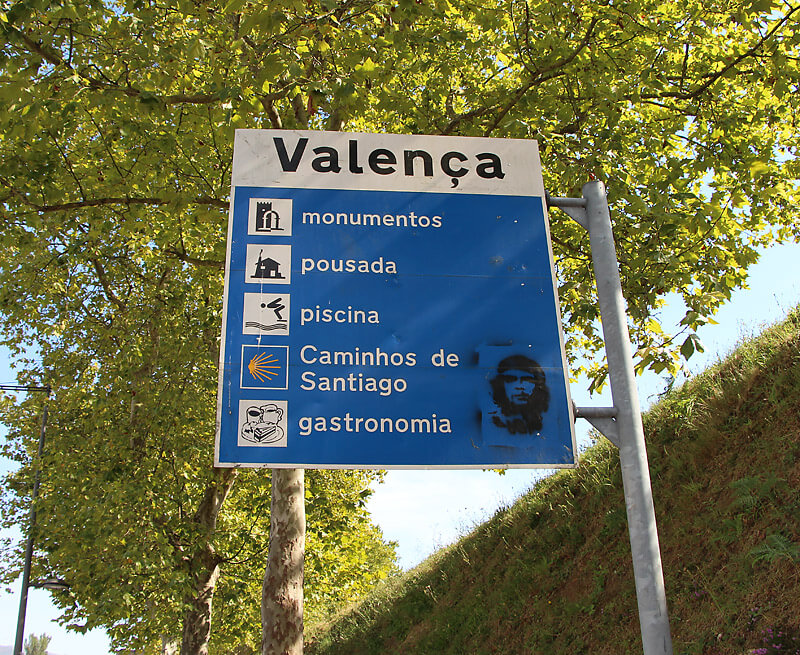 Valença
monumentos
pousada
piscina
Caminhos de
Santiago
gastronomia